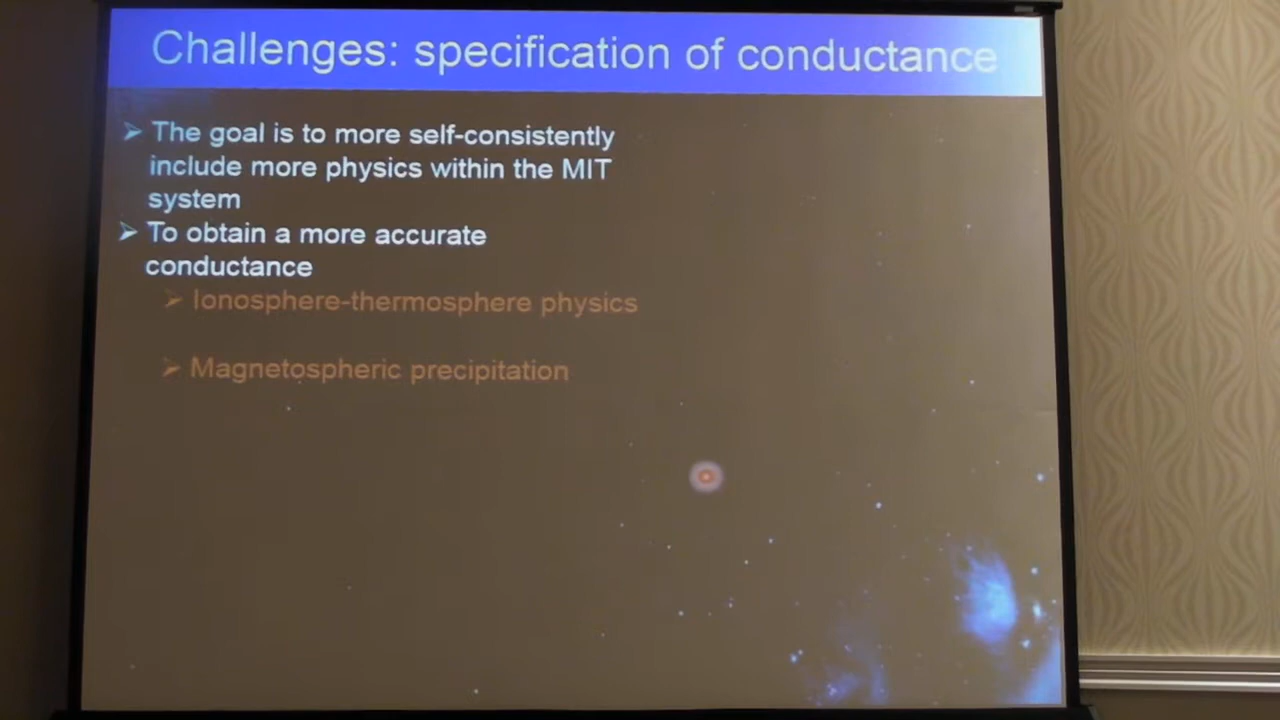 Challenges: specification of conductance
➢ The goal is to more self-consistently
include more physics within the MIT
system
➢ To obtain a more accurate
conductance
➢ Ionosphere-thermosphere physics
➢ Magnetospheric precipitation